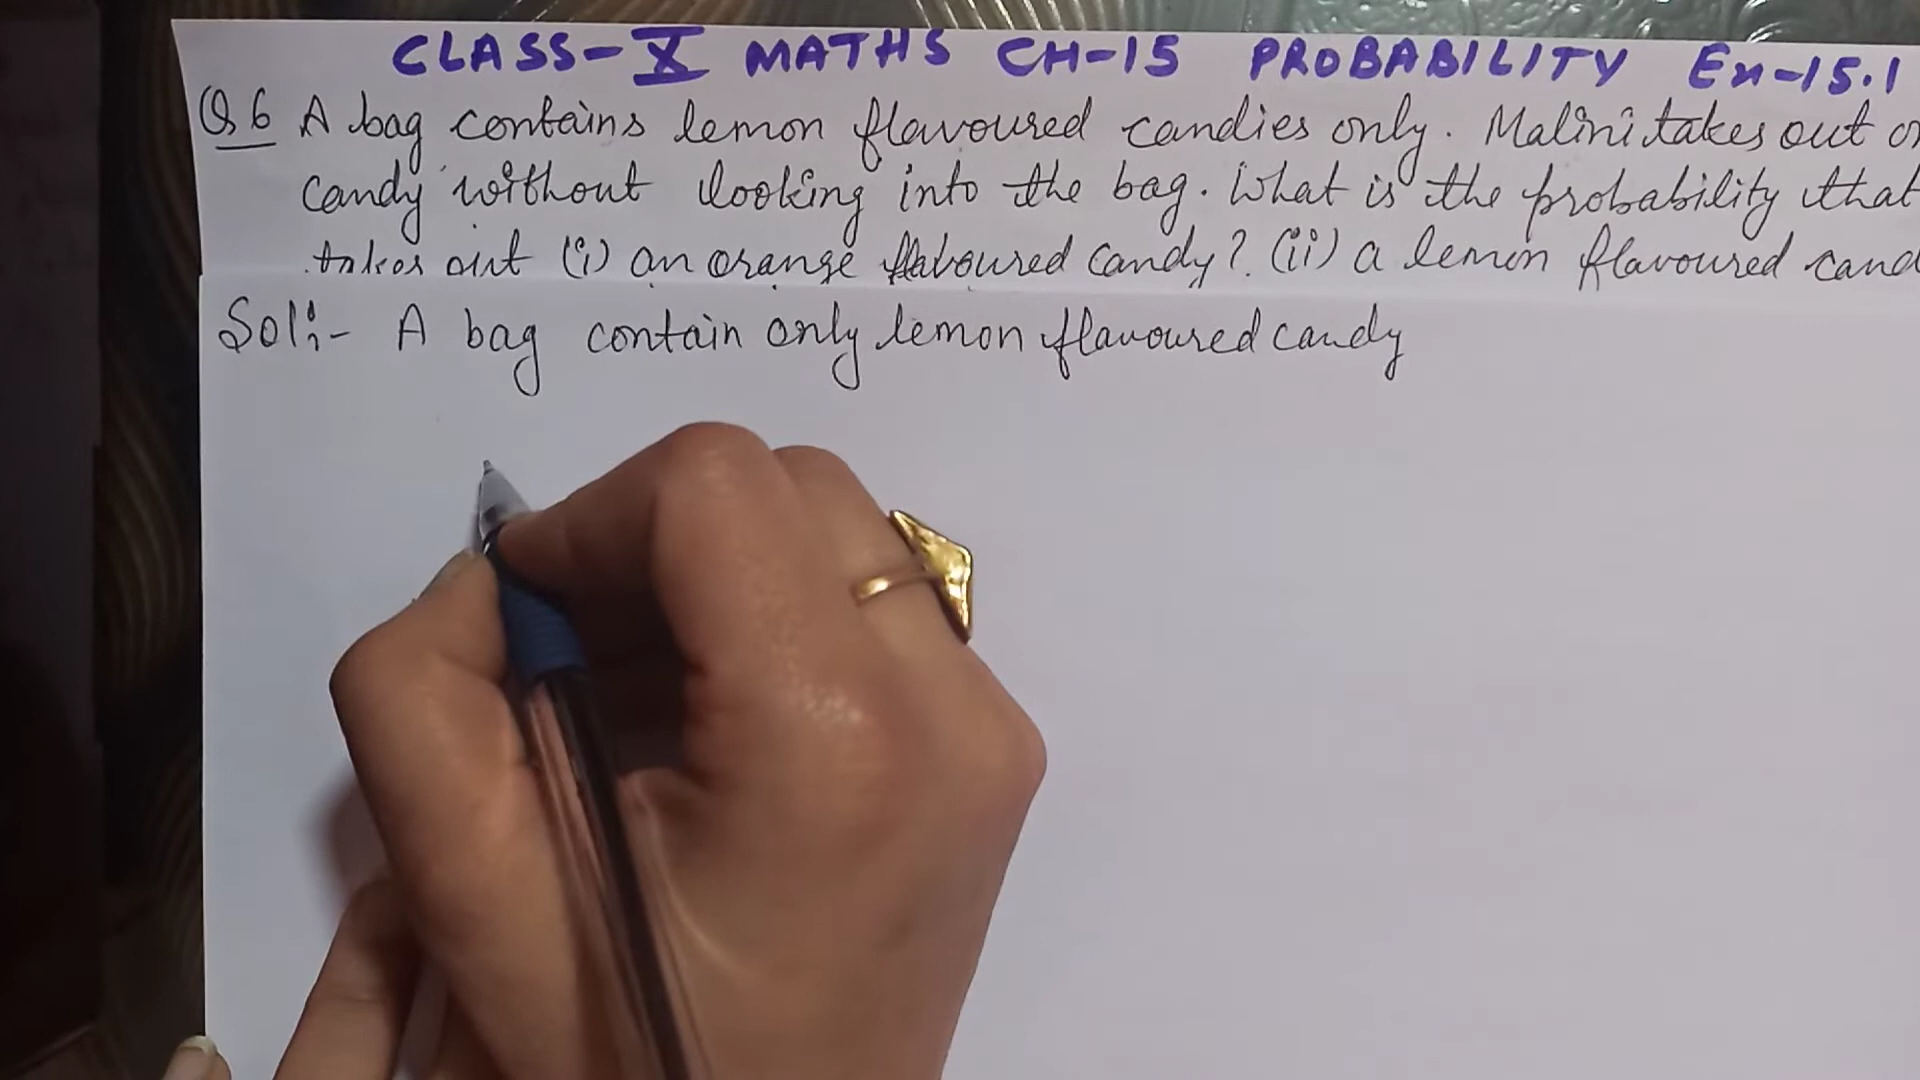 CLASS-X MATHS CH-15 PROBABILITY Ex-15.1
Q6 A bag contains lemon flavoured candies only. Malini takes out
candy without looking into the bag. What is the probability that
takes out (i) an orange flavoured candy? (ii) a lemon flavoured
Sol:- A bag contain only lemon flavoured candy